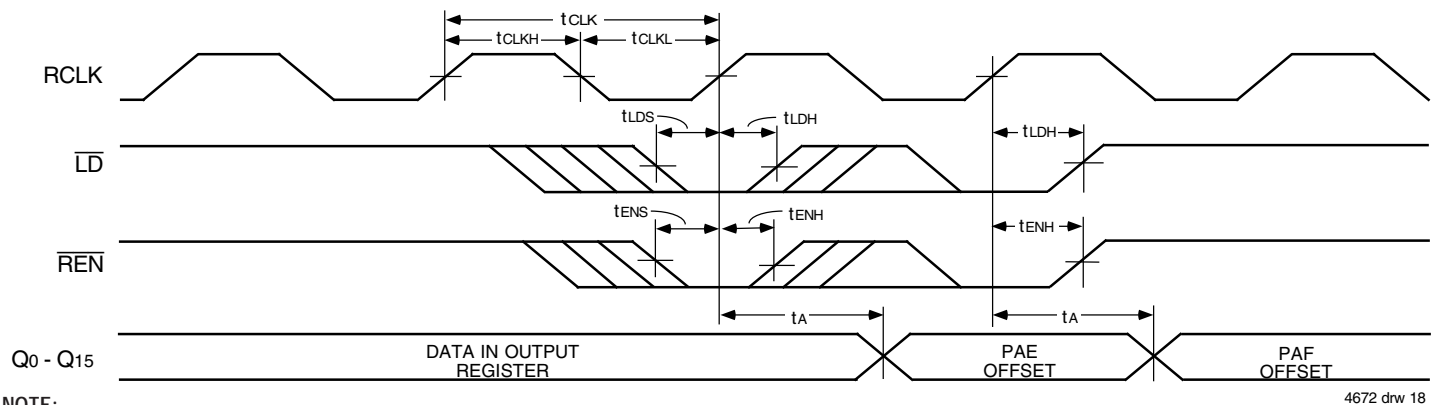 tCLK
tCLKH
tCLKL
RCLK
tLDS
tLDH
tLDH
LD
tENS
tENH
tENH
REN
tA
tA
Q0 - Q15
DATA IN OUTPUT
REGISTER
PAE
OFFSET
PAF
OFFSET
4672 drw 18
NOTE: